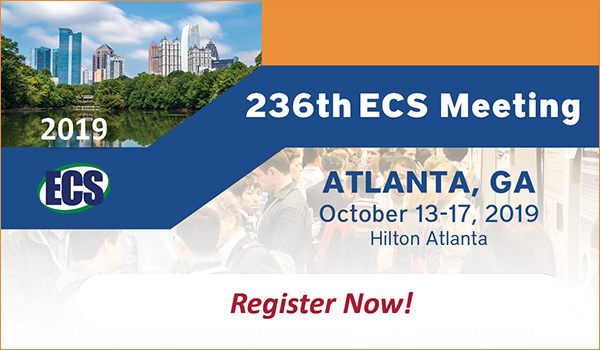 2019
236th ECS Meeting
ECS
ATLANTA, GA
October 13-17, 2019
Hilton Atlanta
Register Now!